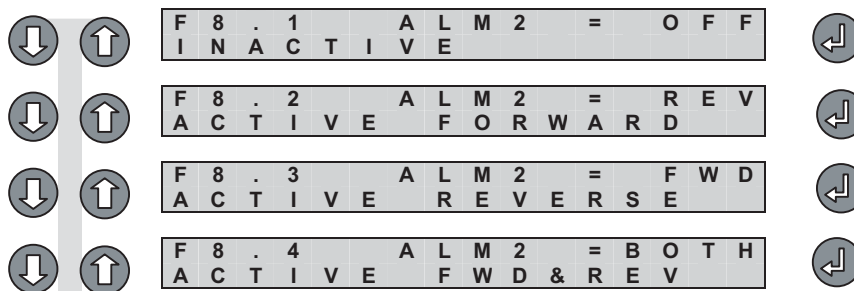 F8.1 ALM2 = OFF
INACTIVE
F8.2 ALM2 = REV
ACTIVE FORWARD
F8.3 ALM2 = FWD
ACTIVE REVERSE
F8.4 ALM2 =BOTH
ACTIVE FWD&REV